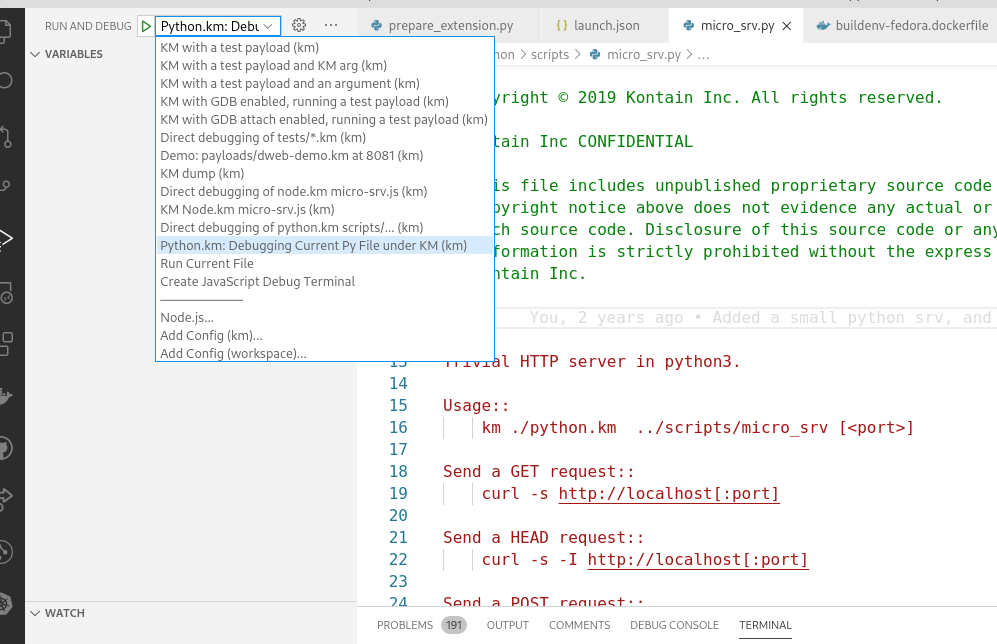 RUN AND DEBUG
Python.km: Debu
prepare_extension.py
launch.json
micro_srv.py
buildenv-fedora.dockerfile
VARIABLES
KM with a test payload (km)
KM with a test payload and KM arg (km)
KM with a test payload and an argument (km)
KM with GDB enabled, running a test payload (km)
KM with GDB attach enabled, running a test payload (km)
Direct debugging of tests/*.km (km)
Demo: payloads/dweb-demo.km at 8081 (km)
KM dump (km)
Direct debugging of node.km micro-srv.js (km)
KM Node.km micro-srv.js (km)
Direct debugging of python.km scripts/... (km)
Python.km: Debugging Current Py File under KM (km)
Run Current File
Create JavaScript Debug Terminal
Node.js...
Add Config (km)...
Add Config (workspace)...
hon > scripts > micro_srv.py > ...
yright © 2019 Kontain Inc. All rights reserved.
tain Inc CONFIDENTIAL
is file includes unpublished proprietary source code
pyright notice above does not evidence any actual or
ch source code. Disclosure of this source code or any
formation is strictly prohibited without the express
ntain Inc.
You, 2 years ago • Added a small python srv, and
13 Trivial HTTP server in python3.
14
15 Usage::
16 km ./python.km ../scripts/micro_srv [<port>]
17
18 Send a GET request::
19 curl -s http://localhost[:port]
20
21 Send a HEAD request::
22 curl -s -I http://localhost[:port]
23
24 Send a POST request::
WATCH
PROBLEMS 191 OUTPUT COMMENTS DEBUG CONSOLE TERMINAL